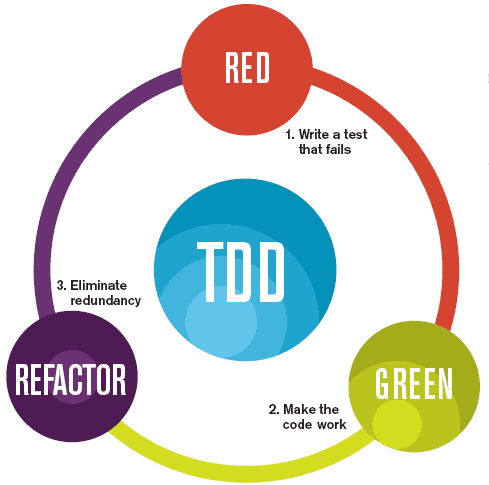 RED
1. Write a test
that fails
TDD
3. Eliminate
redundancy
REFACTOR
GREEN
2. Make the
code work